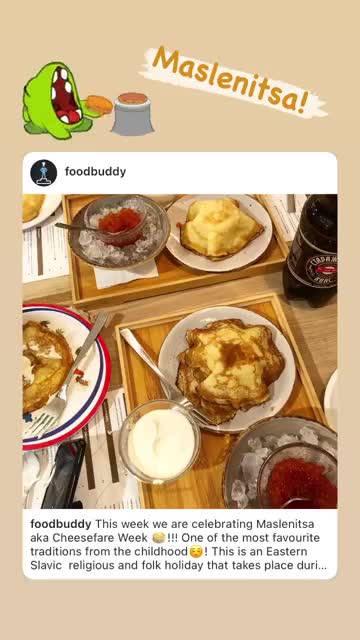 Maslenitsa!
foodbuddy
foodbuddy This week we are celebrating Maslenitsa
aka Cheesefare Week 😁!!! One of the most favourite
traditions from the childhood😋! This is an Eastern
Slavic religious and folk holiday that takes place duri...